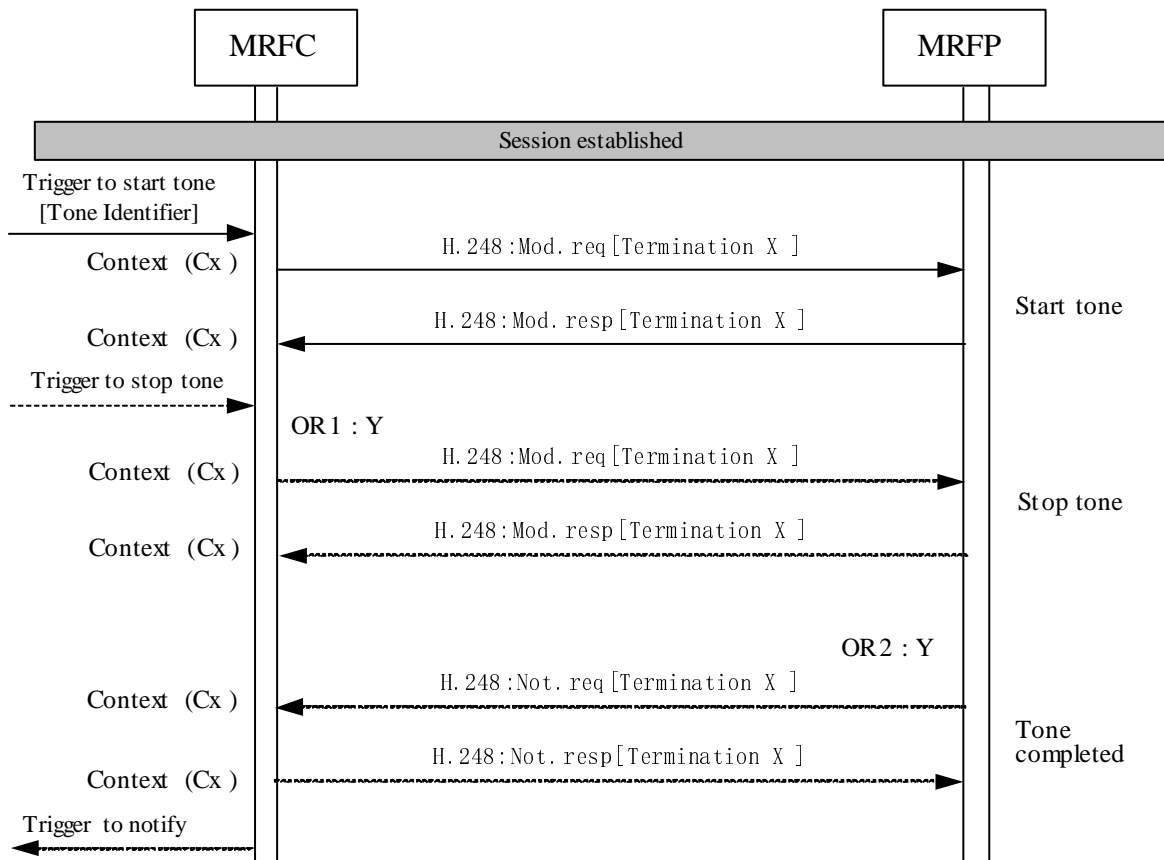 MRFC
MRFP
Session established
Trigger to start tone
[Tone Identifier]
Context (Cx )
H.248:Mod.req[Termination X ]
Start tone
Context (Cx )
H.248:Mod.resp[Termination X ]
Trigger to stop tone
OR1 : Y
Context (Cx )
H.248:Mod.req[Termination X ]
Stop tone
Context (Cx )
H.248:Mod.resp[Termination X ]
OR2 : Y
Context (Cx )
H.248:Not.req[Termination X ]
Tone
completed
Context (Cx )
H.248:Not.resp[Termination X ]
Trigger to notify